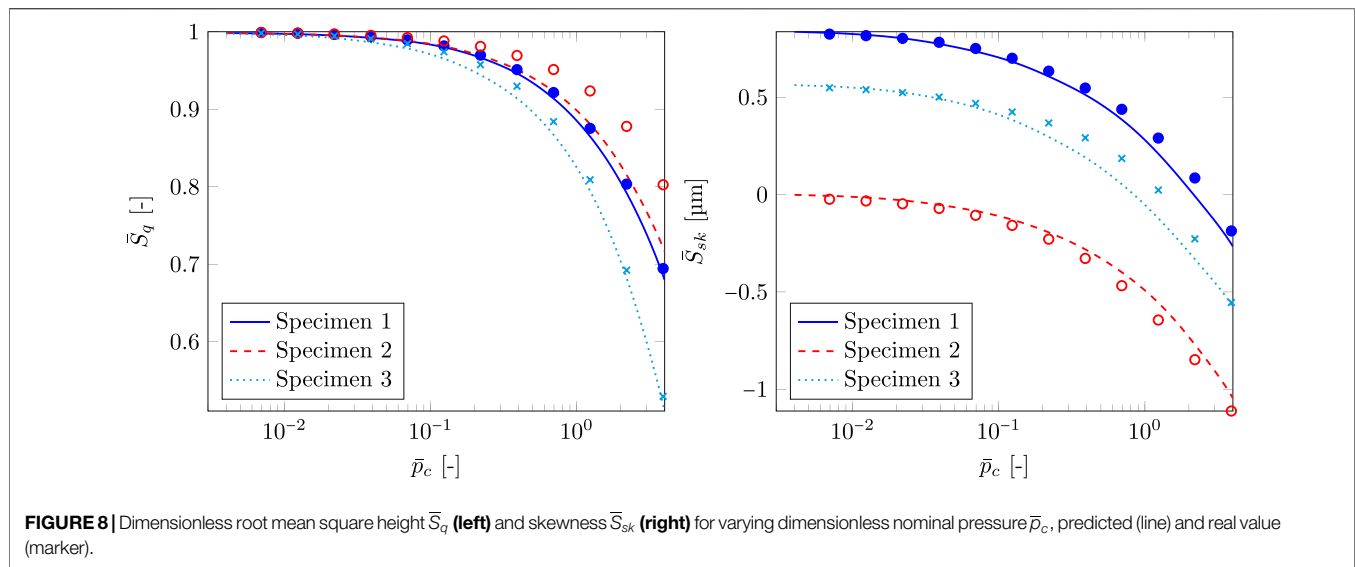 1
0.9
0.8
0.7
0.6
S̄q [-]
Specimen 1
Specimen 2
Specimen 3
10⁻² 10⁻¹ 10⁰
p̄c [-]
0.5
0
−0.5
−1
S̄sk [µm]
Specimen 1
Specimen 2
Specimen 3
10⁻² 10⁻¹ 10⁰
p̄c [-]
FIGURE 8 | Dimensionless root mean square height S̄q (left) and skewness S̄sk (right) for varying dimensionless nominal pressure p̄c, predicted (line) and real value
(marker).